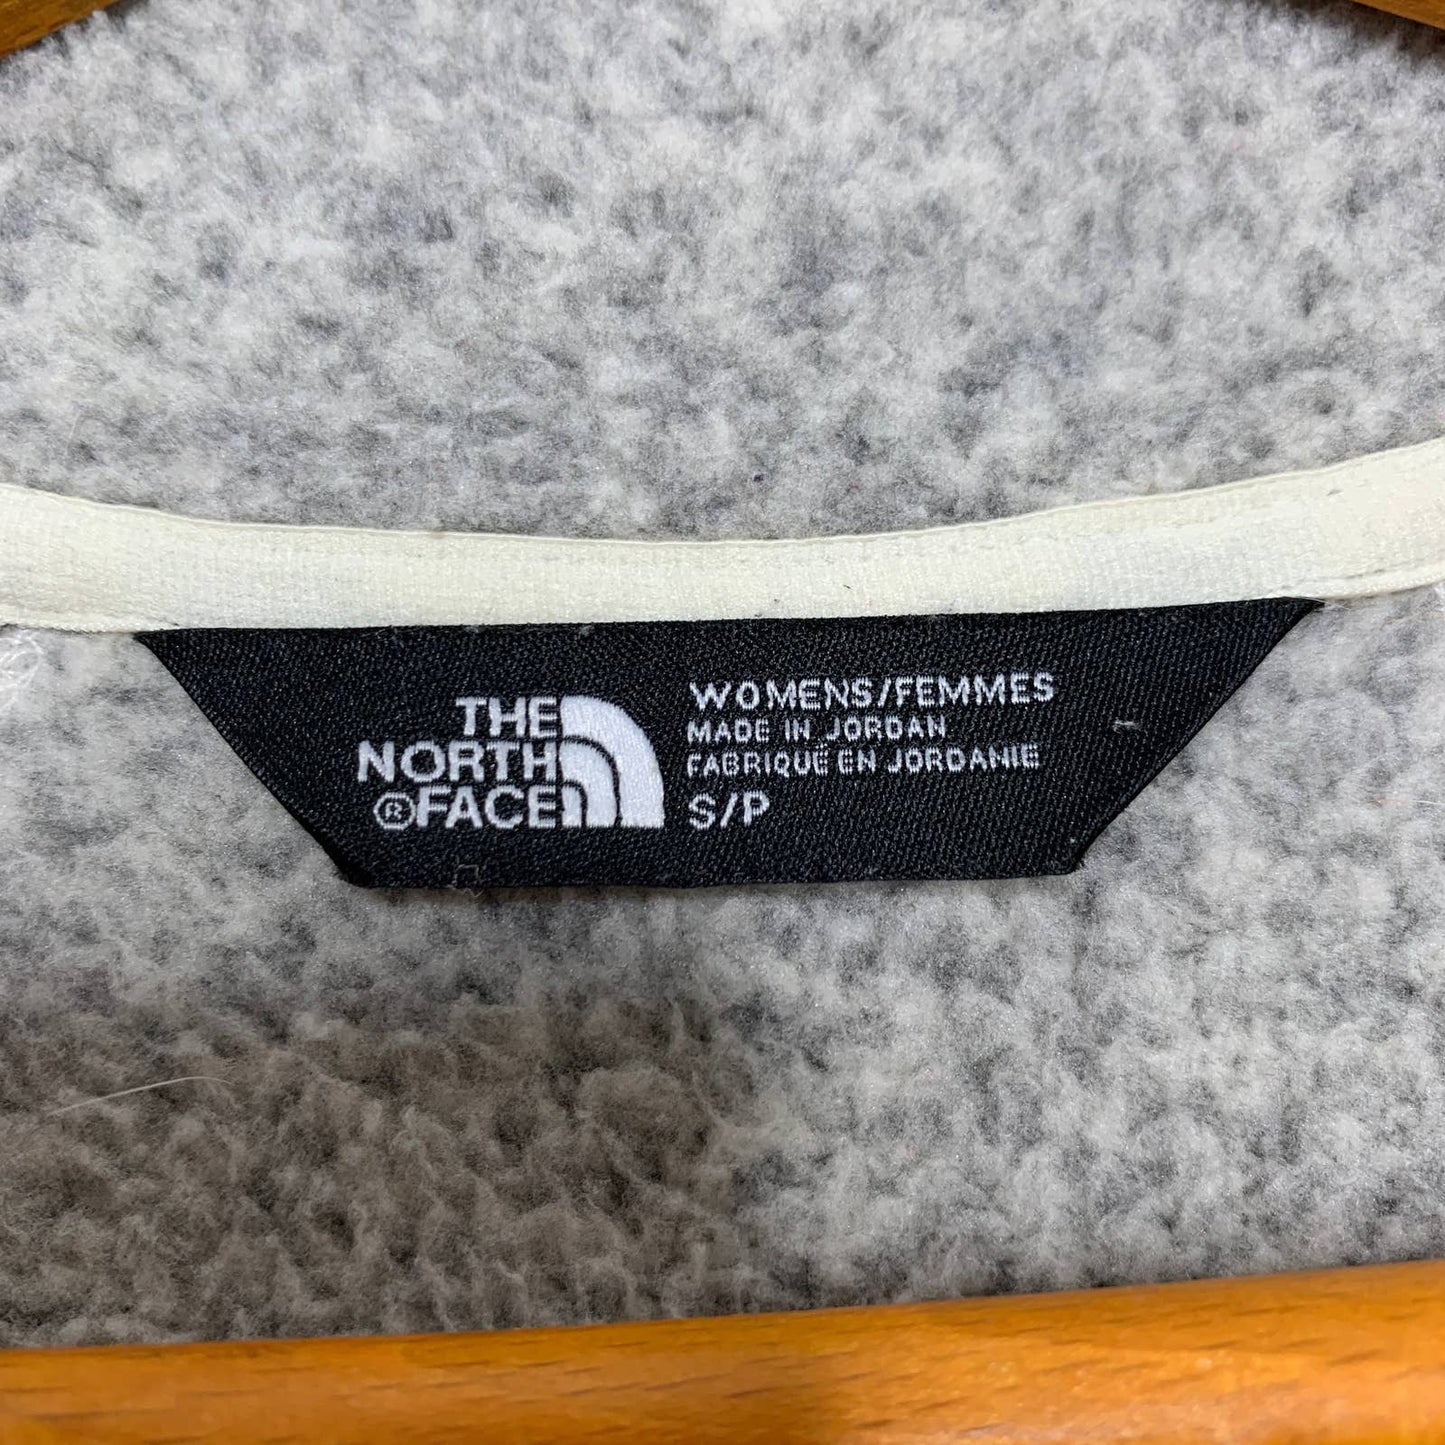 THE
NORTH
®FACE
WOMENS/FEMMES
MADE IN JORDAN
FABRIQUÉ EN JORDANIE
S/P